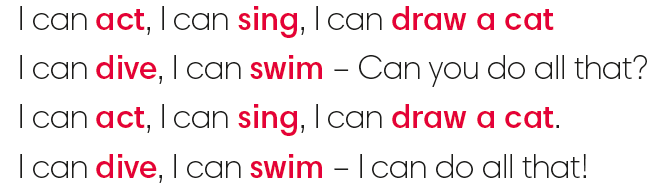 I can act, I can sing, I can draw a cat
I can dive, I can swim – Can you do all that?
I can act, I can sing, I can draw a cat.
I can dive, I can swim – I can do all that!